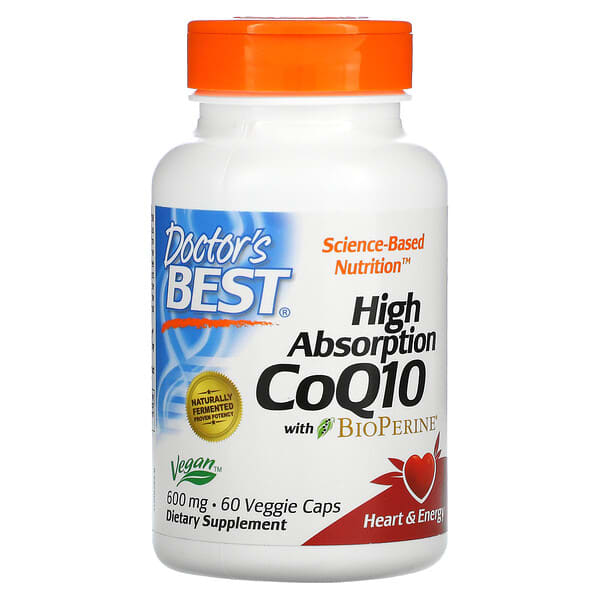 Doctor's
BEST®
Science-Based
Nutrition™
High
Absorption
CoQ10
with BIOPERINE®
NATURALLY
FERMENTED
PROVEN POTENCY
Vegan™
600 mg • 60 Veggie Caps
Dietary Supplement
Heart & Energy